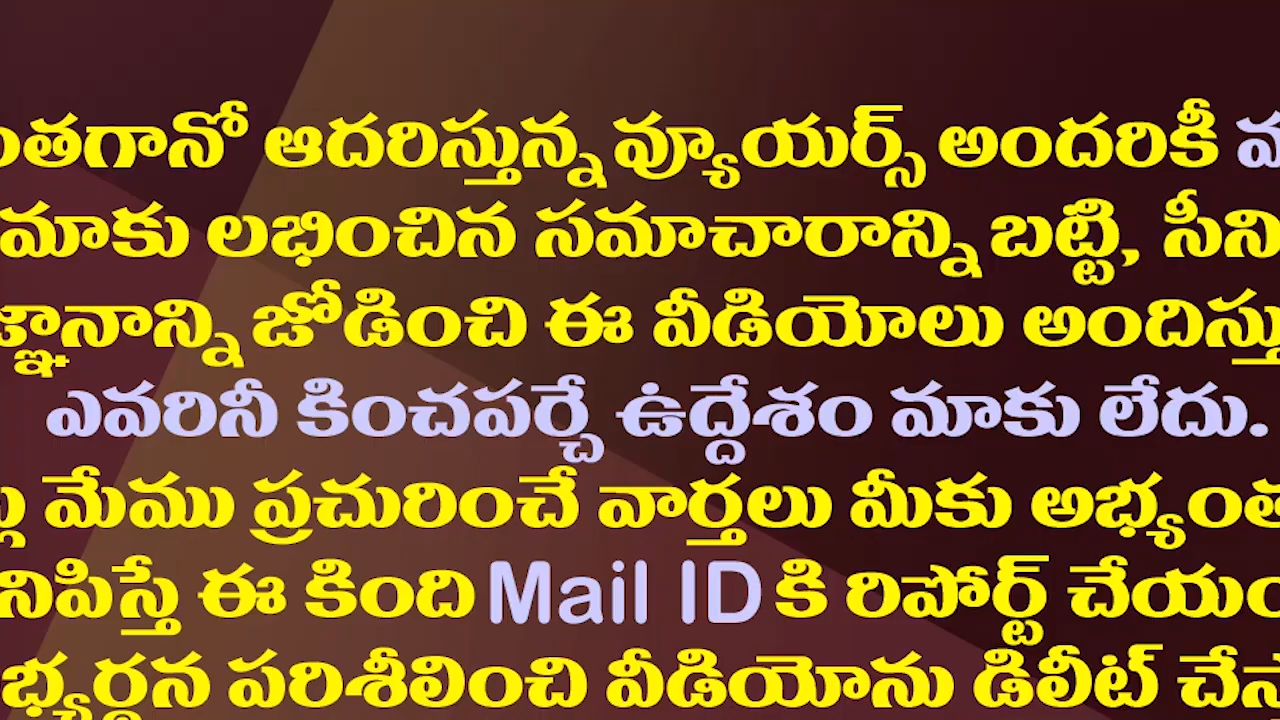 ంతగానో ఆదరిస్తున్న వ్యూయర్స్ అందరికీ
మాకు లభించిన సమాచారాన్ని బట్టి, సీని
జ్ఞానాన్ని జోడించి ఈ వీడియోలు అందిస్తు
ఎవరినీ కించపర్చే ఉద్దేశం మాకు లేదు.
మేము ప్రచురించే వార్తలు మీకు అభ్యంత
నిపిస్తే ఈ కింది Mail ID కి రిపోర్ట్ చేయం
భ్యర్ధన పరిశీలించి వీడియోను డిలీట్ చేస